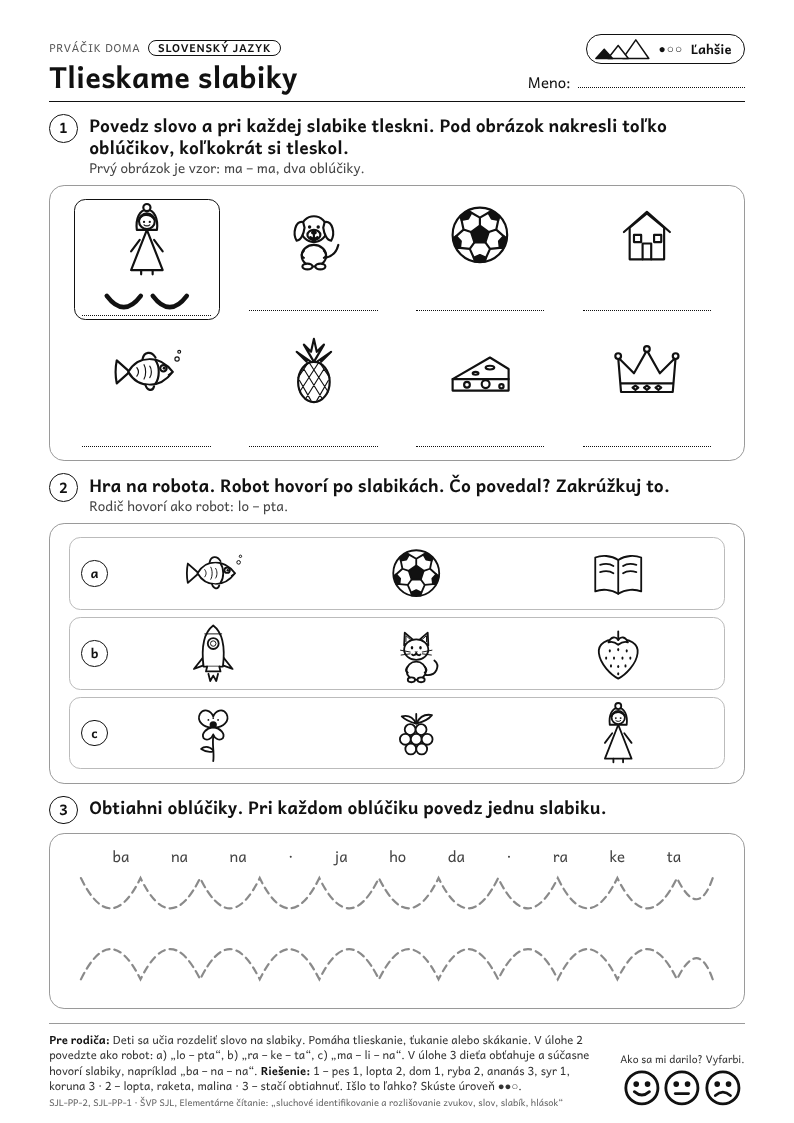 PRVÁČIK DOMA SLOVENSKÝ JAZYK
●○○ Ľahšie
Tlieskame slabiky
Meno:
1 Povedz slovo a pri každej slabike tleskni. Pod obrázok nakresli toľko
oblúčikov, koľkokrát si tleskol.
Prvý obrázok je vzor: ma – ma, dva oblúčiky.
2 Hra na robota. Robot hovorí po slabikách. Čo povedal? Zakrúžkuj to.
Rodič hovorí ako robot: lo – pta.
a
b
c
3 Obtiahni oblúčiky. Pri každom oblúčiku povedz jednu slabiku.
ba na na · ja ho da · ra ke ta
Pre rodiča: Deti sa učia rozdeliť slovo na slabiky. Pomáha tlieskanie, ťukanie alebo skákanie. V úlohe 2
povedzte ako robot: a) „lo – pta“, b) „ra – ke – ta“, c) „ma – li – na“. V úlohe 3 dieťa obťahuje a súčasne
hovorí slabiky, napríklad „ba – na – na“. Riešenie: 1 – pes 1, lopta 2, dom 1, ryba 2, ananás 3, syr 1,
koruna 3 · 2 – lopta, raketa, malina · 3 – stačí obtiahnuť. Išlo to ľahko? Skúste úroveň ●●○.
SJL-PP-2, SJL-PP-1 · ŠVP SJL, Elementárne čítanie: „sluchové identifikovanie a rozlišovanie zvukov, slov, slabík, hlások“
Ako sa mi darilo? Vyfarbi.